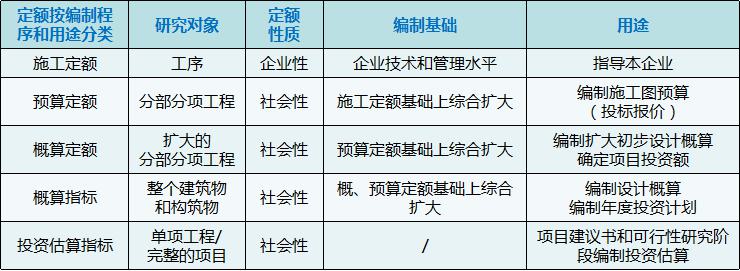 定额按编制程
序和用途分类
研究对象
定额
性质
编制基础
用途
施工定额
工序
企业性
企业技术和管理水平
指导本企业
预算定额
分部分项工程
社会性
施工定额基础上综合扩大
编制施工图预算
（投标报价）
概算定额
扩大的
分部分项工程
社会性
预算定额基础上综合扩大
编制扩大初步设计概算
确定项目投资额
概算指标
整个建筑物
和构筑物
社会性
概、预算定额基础上综合
扩大
编制设计概算
编制年度投资计划
投资估算指标
单项工程/
完整的项目
社会性
/
项目建议书和可行性研究阶
段编制投资估算